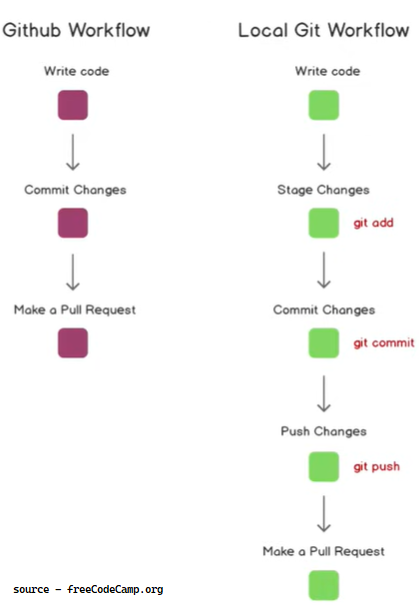 Github Workflow
Write code
Commit Changes
Make a Pull Request
Local Git Workflow
Write code
Stage Changes
git add
Commit Changes
git commit
Push Changes
git push
Make a Pull Request
source - freeCodeCamp.org